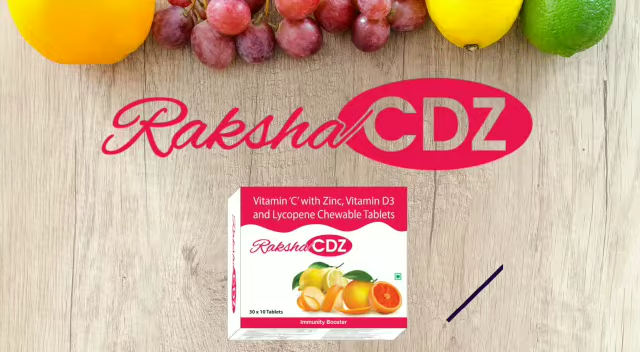 Raksha CDZ
Vitamin 'C' with Zinc, Vitamin D3
and Lycopene Chewable Tablets
Raksha CDZ
30 x 10 Tablets
Immunity Booster